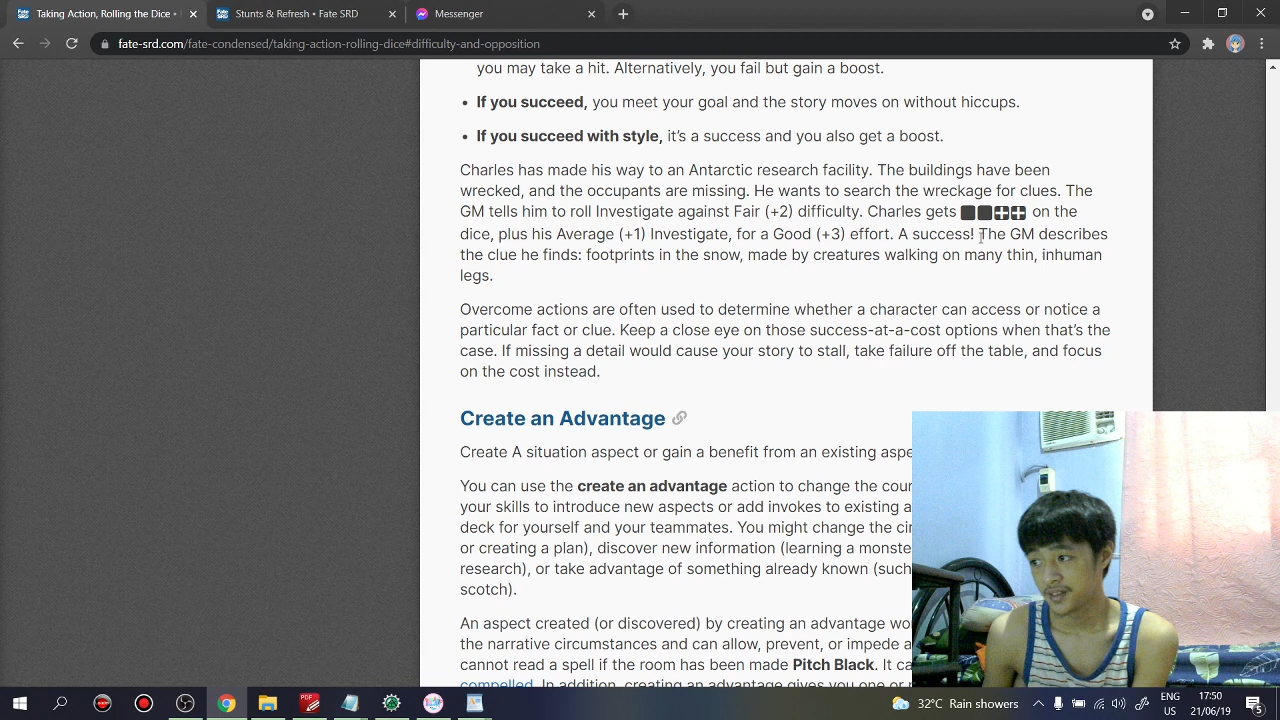 Taking Action, Rolling the Dice •
Stunts & Refresh • Fate SRD
Messenger
fate-srd.com/fate-condensed/taking-action-rolling-dice#difficulty-and-opposition
you may take a hit. Alternatively, you fail but gain a boost.
• If you succeed, you meet your goal and the story moves on without hiccups.
• If you succeed with style, it's a success and you also get a boost.
Charles has made his way to an Antarctic research facility. The buildings have been
wrecked, and the occupants are missing. He wants to search the wreckage for clues. The
GM tells him to roll Investigate against Fair (+2) difficulty. Charles gets on the
dice, plus his Average (+1) Investigate, for a Good (+3) effort. A success! The GM describes
the clue he finds: footprints in the snow, made by creatures walking on many thin, inhuman
legs.
Overcome actions are often used to determine whether a character can access or notice a
particular fact or clue. Keep a close eye on those success-at-a-cost options when that's the
case. If missing a detail would cause your story to stall, take failure off the table, and focus
on the cost instead.
Create an Advantage
Create A situation aspect or gain a benefit from an existing aspe
You can use the create an advantage action to change the cour
your skills to introduce new aspects or add invokes to existing a
deck for yourself and your teammates. You might change the cir
or creating a plan), discover new information (learning a monste
research), or take advantage of something already known (such
scotch).
An aspect created (or discovered) by creating an advantage wo
the narrative circumstances and can allow, prevent, or impede a
cannot read a spell if the room has been made Pitch Black. It ca
compelled. In addition, creating an advantage gives you one or
32°C Rain showers
ENG
US
17:50
21/06/19
5